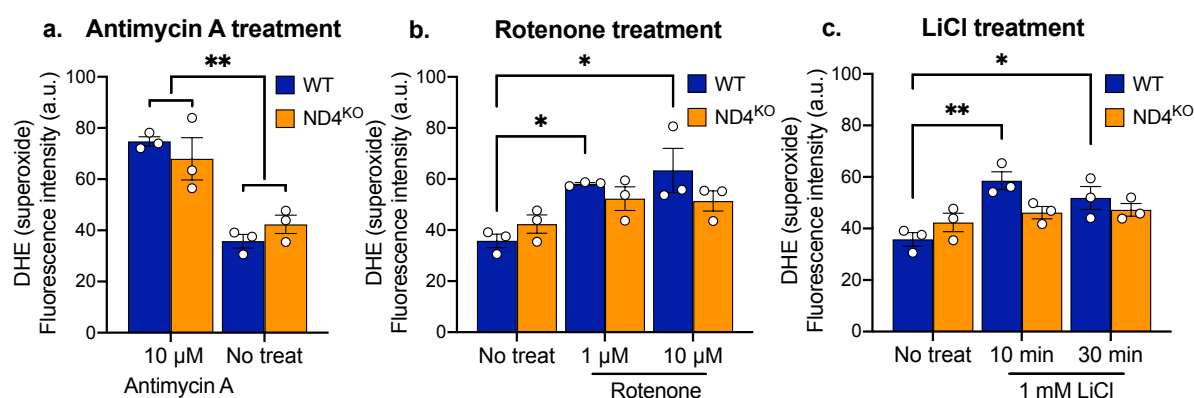 a. Antimycin A treatment
DHE (superoxide)
Fluorescence intensity (a.u.)
100
80
60
40
20
0
**
WT
ND4KO
10 µM
No treat
Antimycin A
b. Rotenone treatment
DHE (superoxide)
Fluorescence intensity (a.u.)
100
80
60
40
20
0
*
*
WT
ND4KO
No treat
1 µM
10 µM
Rotenone
c. LiCl treatment
DHE (superoxide)
Fluorescence intensity (a.u.)
100
80
60
40
20
0
*
**
WT
ND4KO
No treat
10 min
30 min
1 mM LiCl